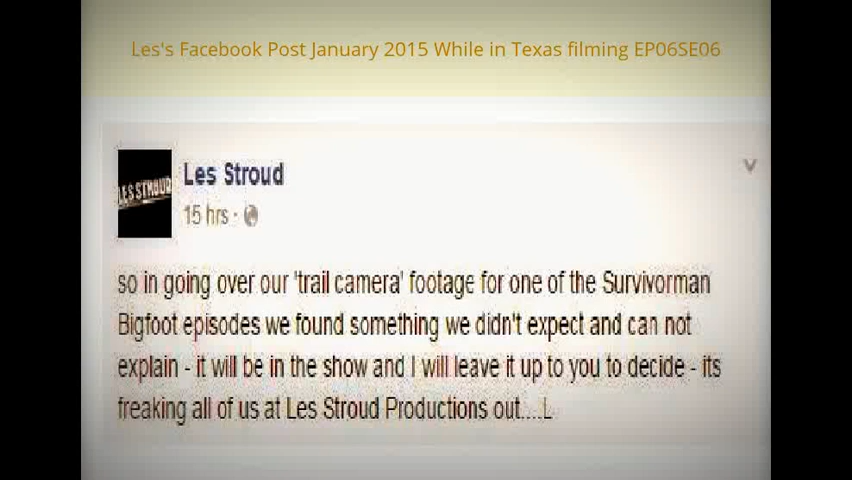 Les's Facebook Post January 2015 While in Texas filming EP06SE06
LES STROUD
Les Stroud
15 hrs ·
so in going over our 'trail camera' footage for one of the Survivorman
Bigfoot episodes we found something we didn't expect and can not
explain - it will be in the show and I will leave it up to you to decide - its
freaking all of us at Les Stroud Productions out....L